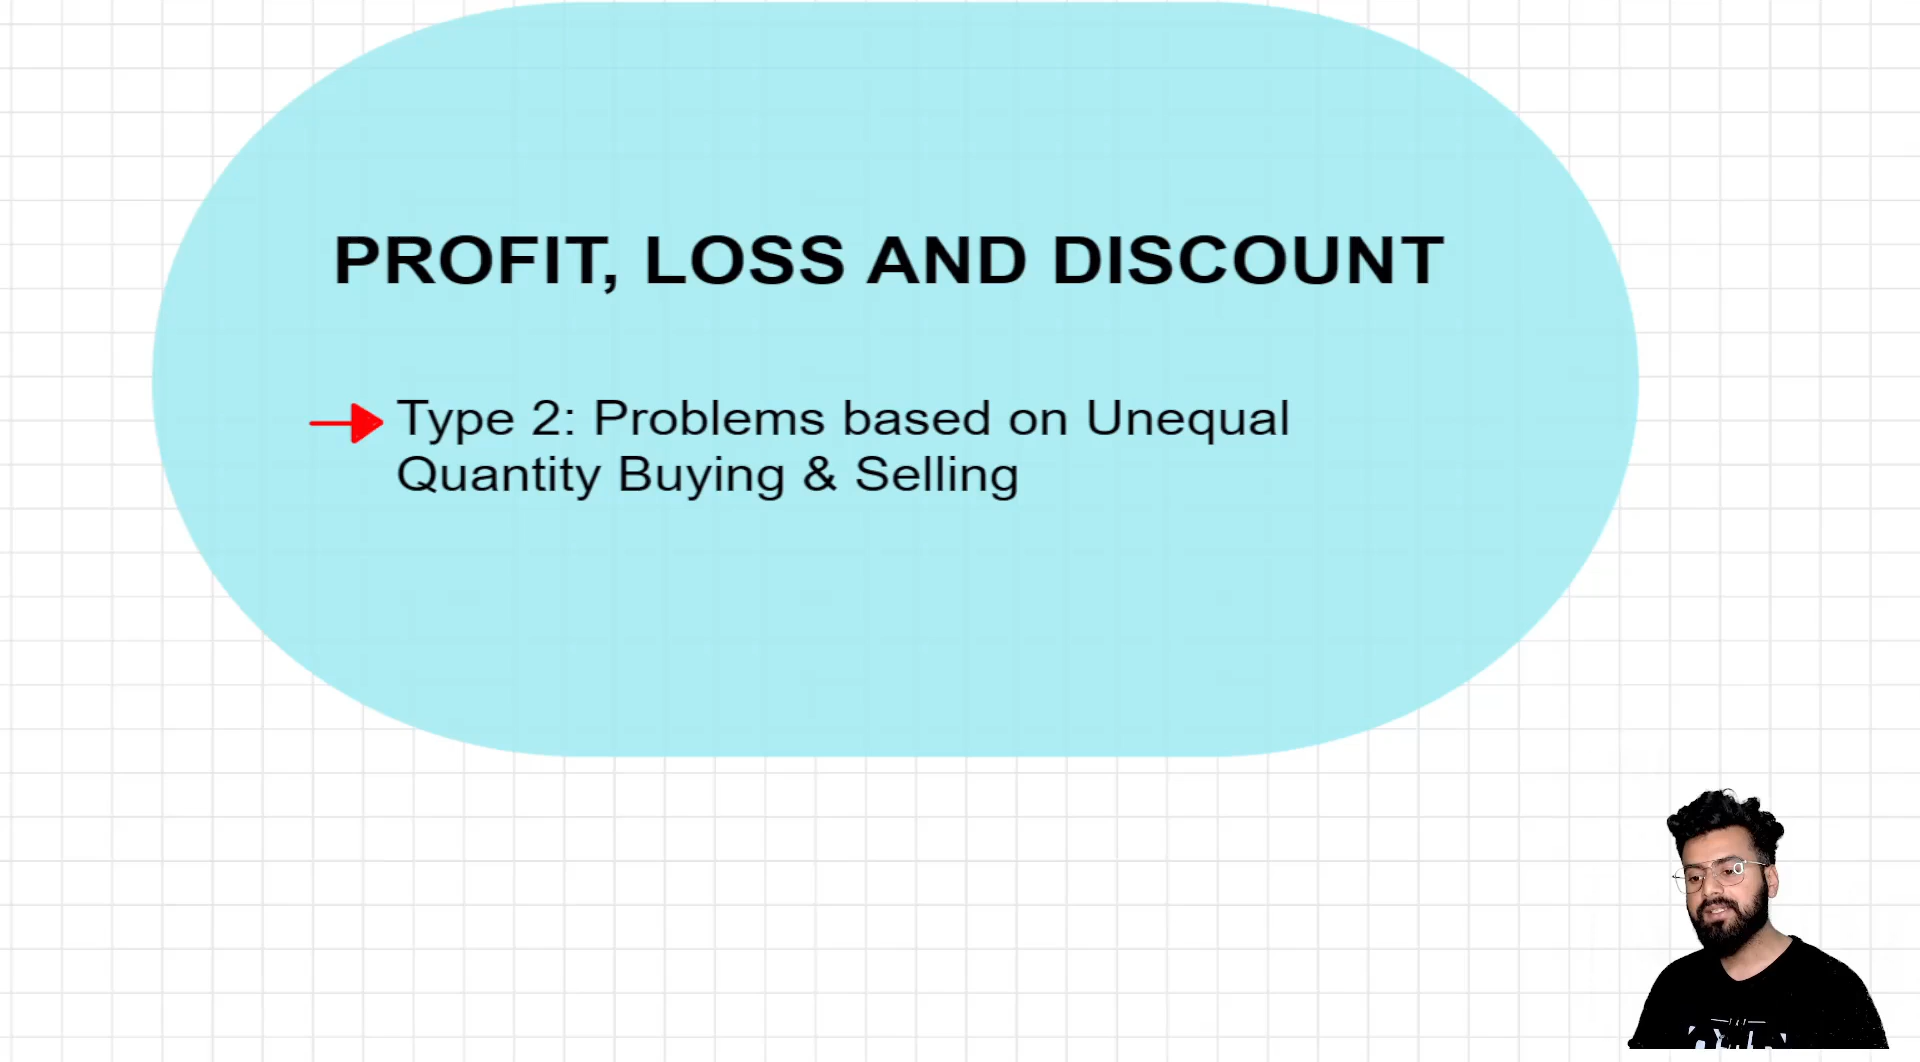 PROFIT, LOSS AND DISCOUNT
Type 2: Problems based on Unequal
Quantity Buying & Selling